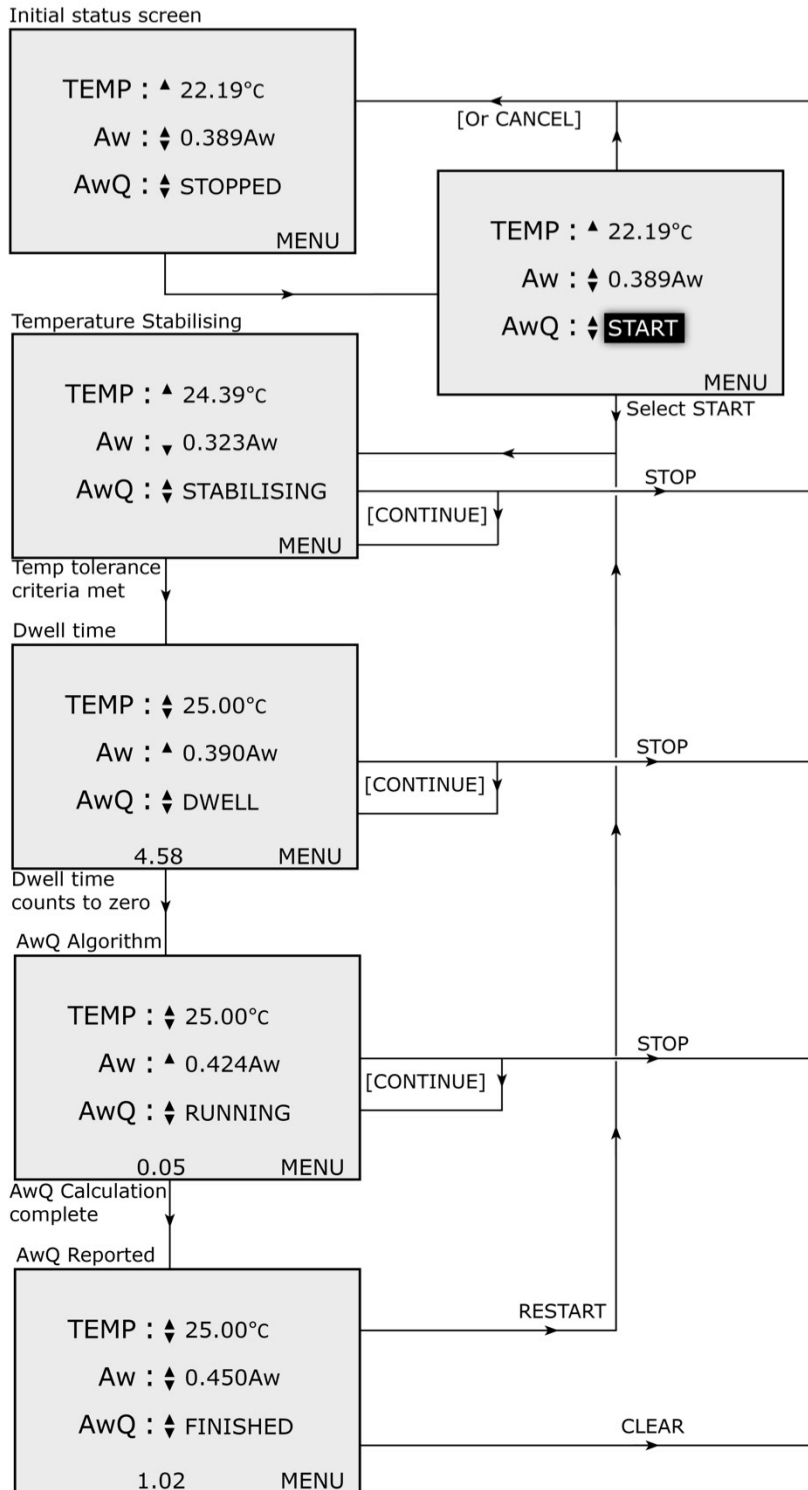 Initial status screen
TEMP : ▲ 22.19°C
Aw : ▲▼ 0.389Aw
AwQ : ▲▼ STOPPED
MENU
[Or CANCEL]
TEMP : ▲ 22.19°C
Aw : ▲▼ 0.389Aw
AwQ : ▲▼ START
MENU
Select START
Temperature Stabilising
TEMP : ▲ 24.39°C
Aw : ▼ 0.323Aw
AwQ : ▲▼ STABILISING
MENU
[CONTINUE]
STOP
Temp tolerance
criteria met
Dwell time
TEMP : ▲▼ 25.00°C
Aw : ▲ 0.390Aw
AwQ : ▲▼ DWELL
4.58 MENU
[CONTINUE]
STOP
Dwell time
counts to zero
AwQ Algorithm
TEMP : ▲▼ 25.00°C
Aw : ▲ 0.424Aw
AwQ : ▲▼ RUNNING
0.05 MENU
[CONTINUE]
STOP
AwQ Calculation
complete
AwQ Reported
TEMP : ▲▼ 25.00°C
Aw : ▲▼ 0.450Aw
AwQ : ▲▼ FINISHED
1.02 MENU
RESTART
CLEAR